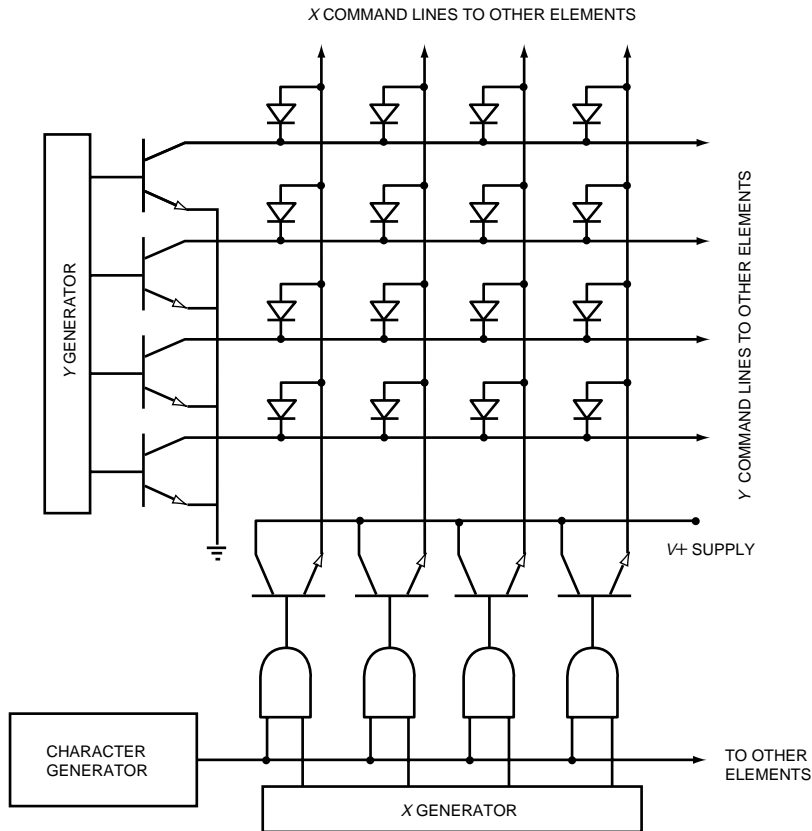 X COMMAND LINES TO OTHER ELEMENTS
Y GENERATOR
Y COMMAND LINES TO OTHER ELEMENTS
V+ SUPPLY
CHARACTER
GENERATOR
TO OTHER
ELEMENTS
X GENERATOR